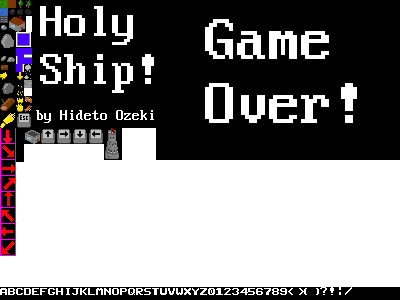 Holy
Ship!
by Hideto Ozeki
Game
Over!
Esc
ABCDEFGHIJKLMNOPQRSTUVWXYZ0123456789< X )?!:/